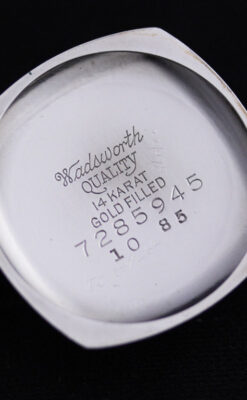 Wadsworth
QUALITY
14 KARAT
GOLD FILLED
7285945
10 85